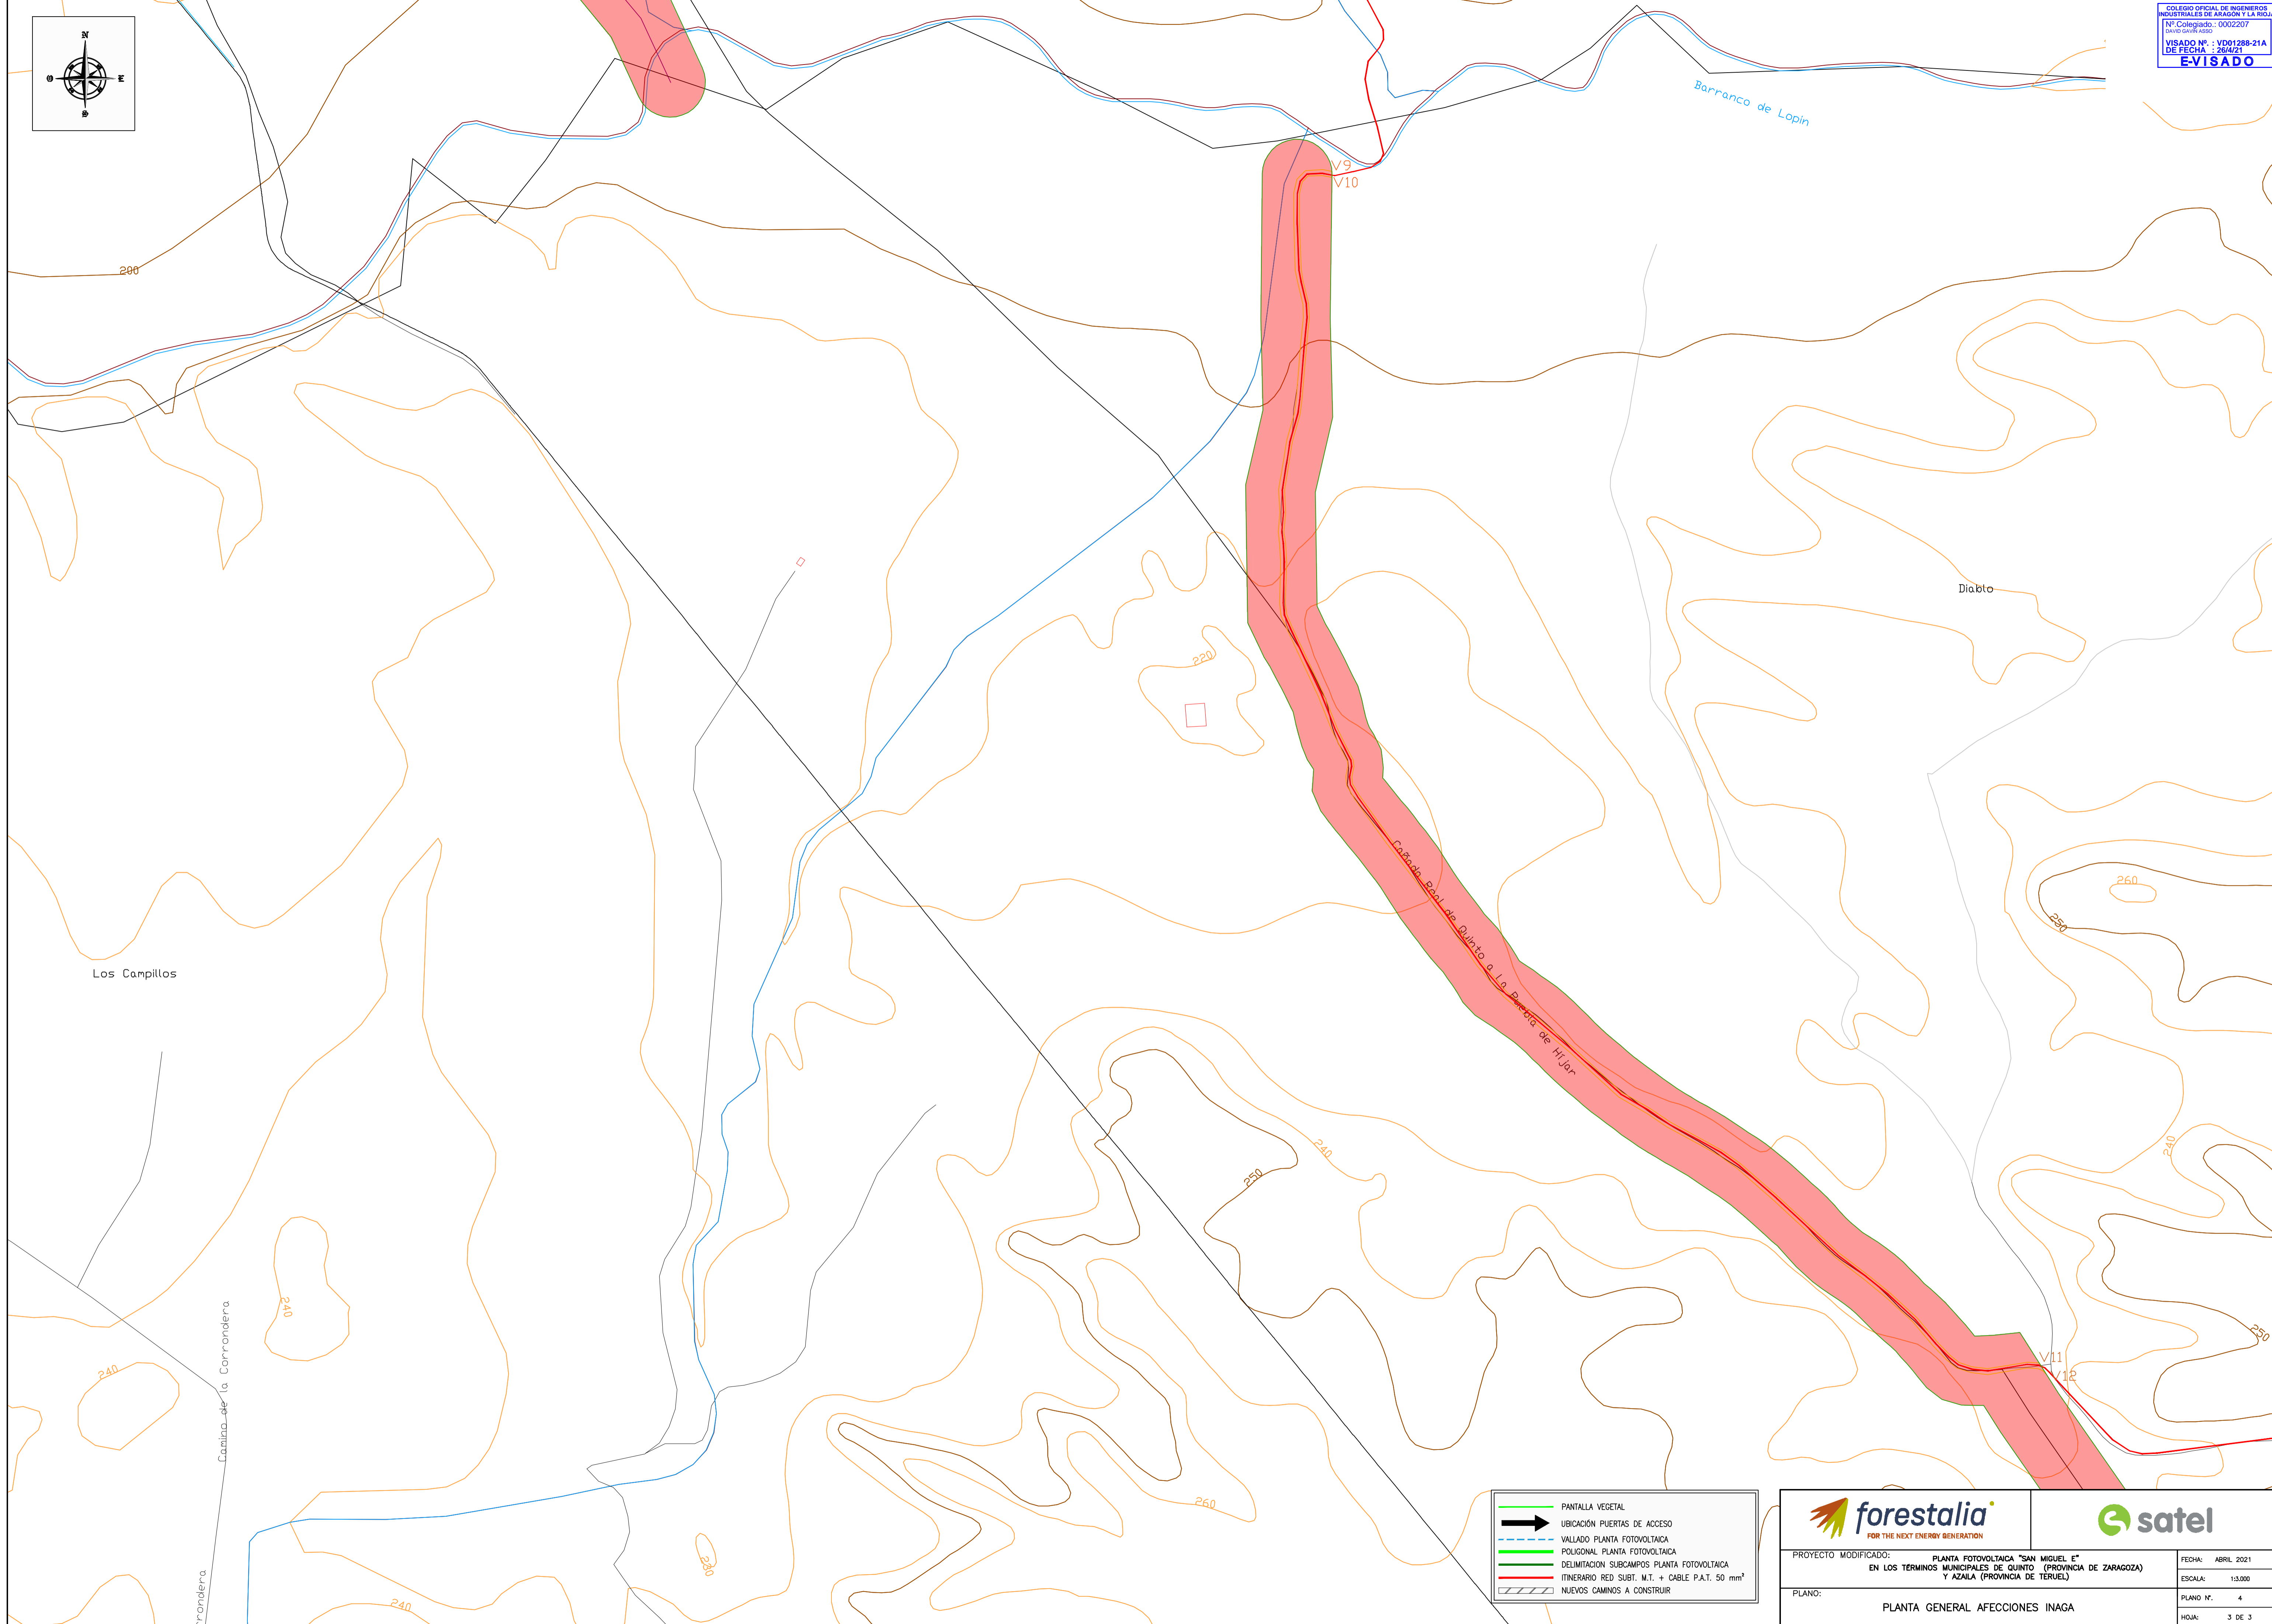 N
O
E
S
COLEGIO OFICIAL DE INGENIEROS
INDUSTRIALES DE ARAGÓN Y LA RIOJA
Nº.Colegiado.: 0002207
DAVID GAVÍN ASSO
VISADO Nº. : VD01288-21A
DE FECHA : 26/4/21
E-VISADO
Barranco de Lopín
V9
V10
200
Diablo
220
Cañada Real de Quinto a La Puebla de Híjar
260
250
Los Campillos
240
250
240
240
240
Camino de la Corrondera
250
V11
V12
260
230
240
rrondera
PANTALLA VEGETAL
UBICACIÓN PUERTAS DE ACCESO
VALLADO PLANTA FOTOVOLTAICA
POLIGONAL PLANTA FOTOVOLTAICA
DELIMITACION SUBCAMPOS PLANTA FOTOVOLTAICA
ITINERARIO RED SUBT. M.T. + CABLE P.A.T. 50 mm²
NUEVOS CAMINOS A CONSTRUIR
forestalia
FOR THE NEXT ENERGY GENERATION
satel
PROYECTO MODIFICADO:
PLANTA FOTOVOLTAICA "SAN MIGUEL E"
EN LOS TÉRMINOS MUNICIPALES DE QUINTO (PROVINCIA DE ZARAGOZA)
Y AZAILA (PROVINCIA DE TERUEL)
FECHA: ABRIL 2021
ESCALA: 1:3.000
PLANO:
PLANTA GENERAL AFECCIONES INAGA
PLANO Nº. 4
HOJA: 3 DE 3